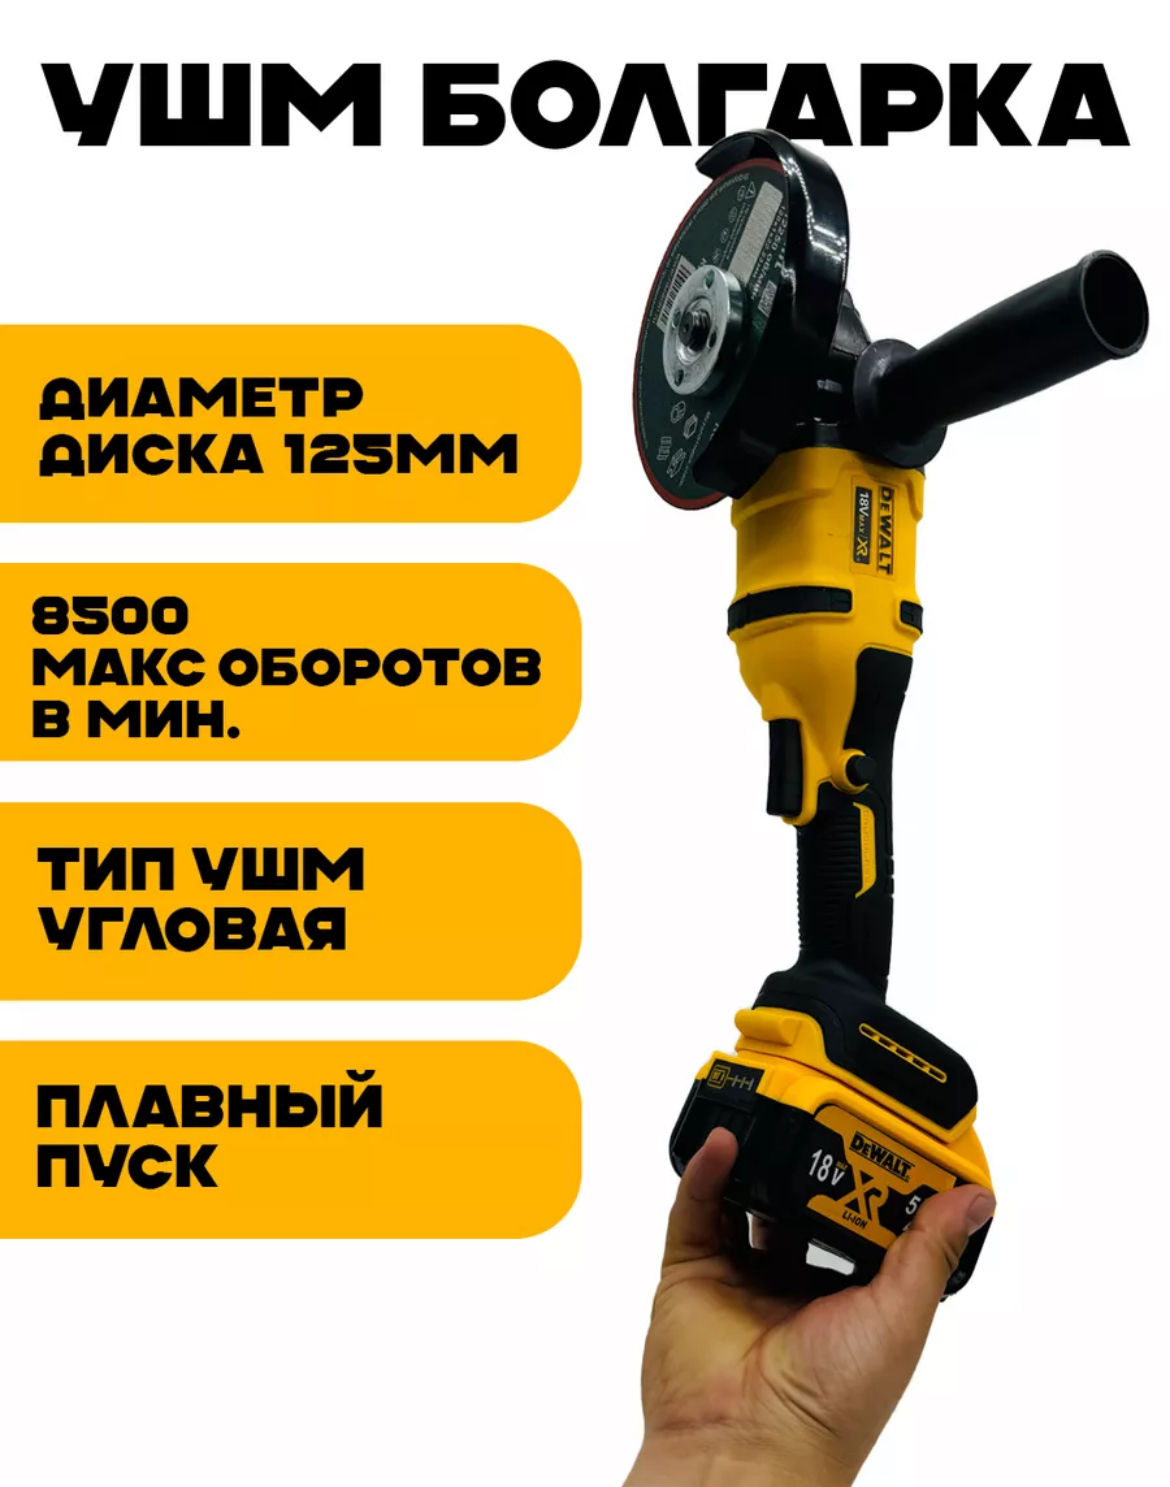 УШМ БОЛГАРКА
ДИАМЕТР
ДИСКА 125ММ
8500
МАКС ОБОРОТОВ
В МИН.
ТИП УШМ
УГЛОВАЯ
ПЛАВНЫЙ
ПУСК
DEWALT
18V MAX XR
DEWALT
18V MAX XR 5
LI-ION